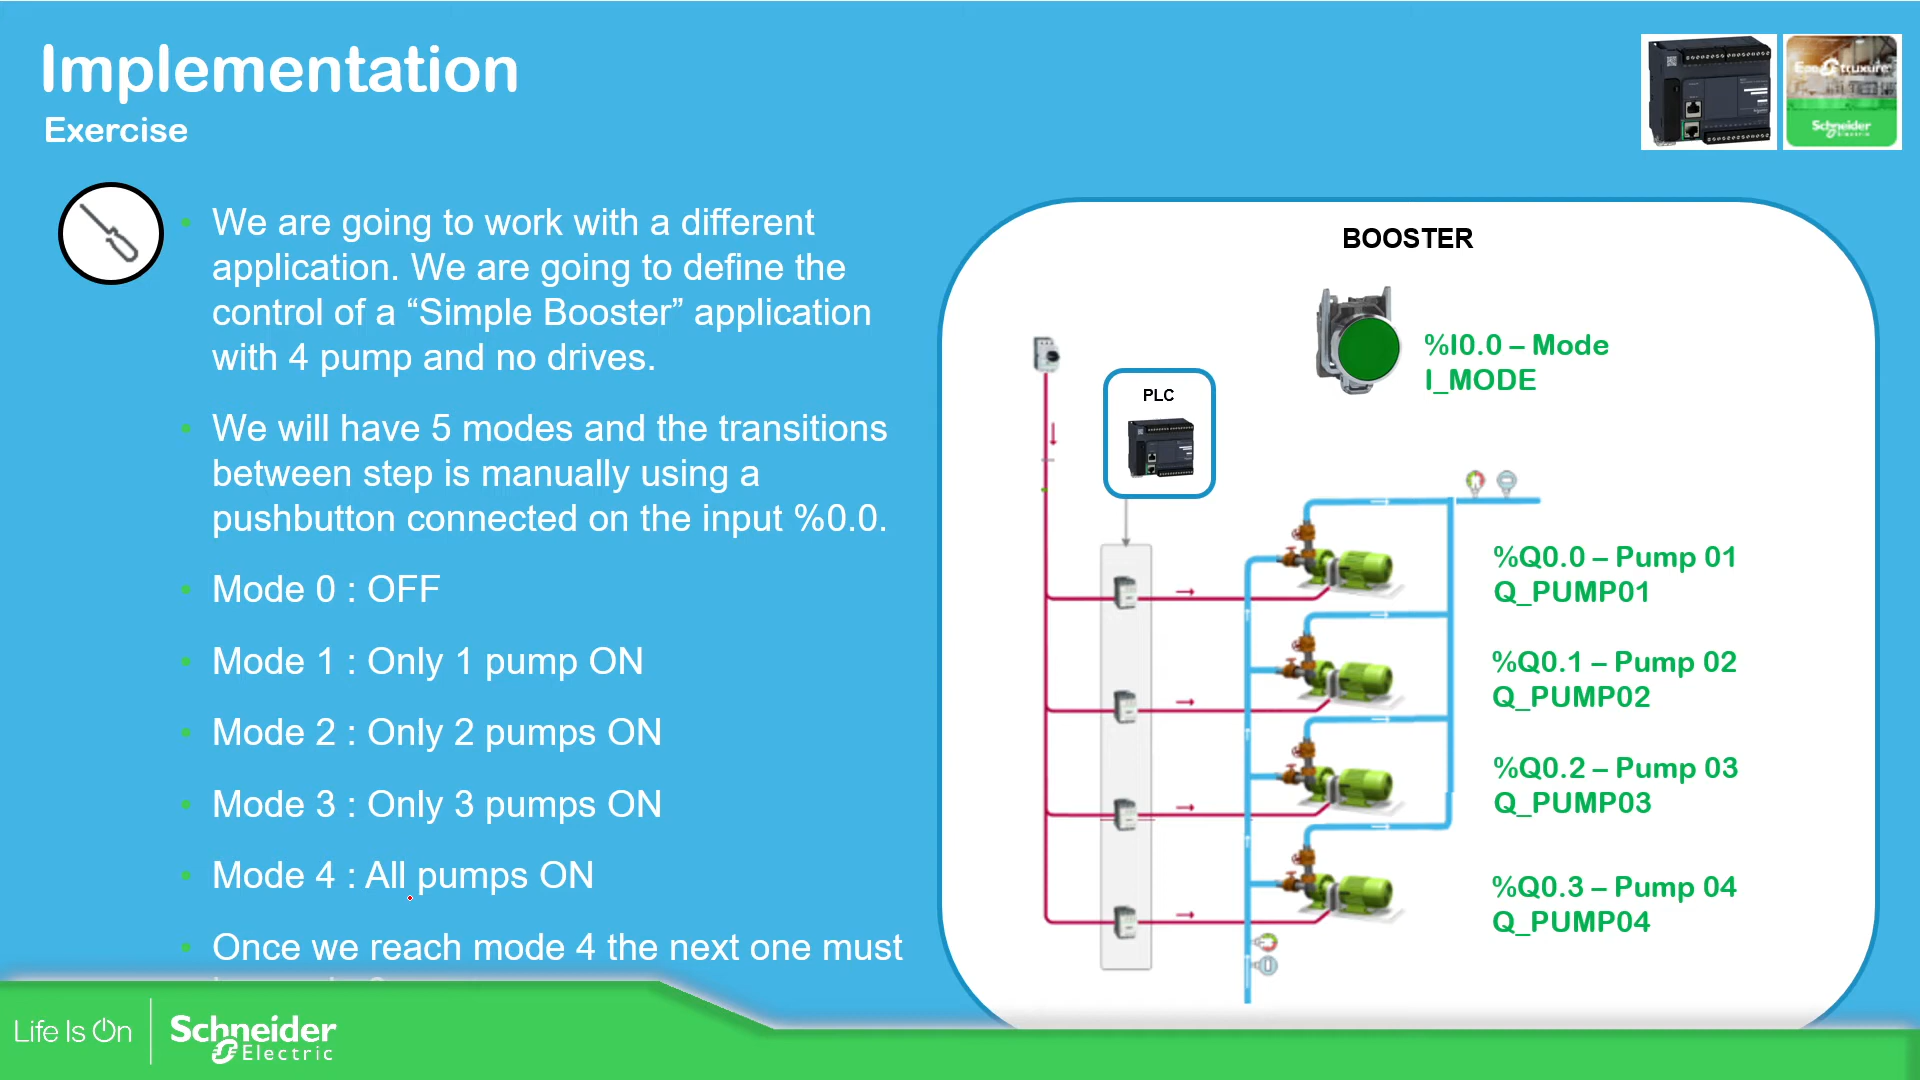 Implementation
Exercise
EcoStruxure
Schneider
Electric
We are going to work with a different
application. We are going to define the
control of a “Simple Booster” application
with 4 pump and no drives.
We will have 5 modes and the transitions
between step is manually using a
pushbutton connected on the input %0.0.
Mode 0 : OFF
Mode 1 : Only 1 pump ON
Mode 2 : Only 2 pumps ON
Mode 3 : Only 3 pumps ON
Mode 4 : All pumps ON
Once we reach mode 4 the next one must
BOOSTER
%I0.0 – Mode
I_MODE
PLC
%Q0.0 – Pump 01
Q_PUMP01
%Q0.1 – Pump 02
Q_PUMP02
%Q0.2 – Pump 03
Q_PUMP03
%Q0.3 – Pump 04
Q_PUMP04
Life Is On
Schneider
Electric